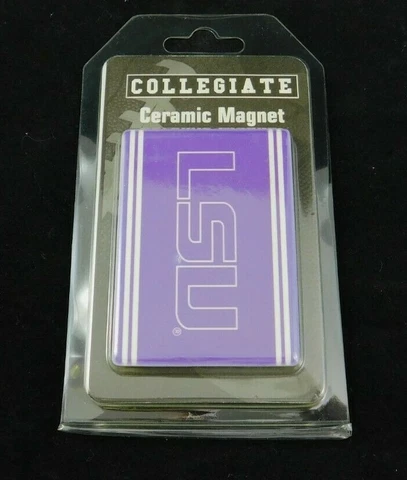 COLLEGIATE
Ceramic Magnet
LSU
®